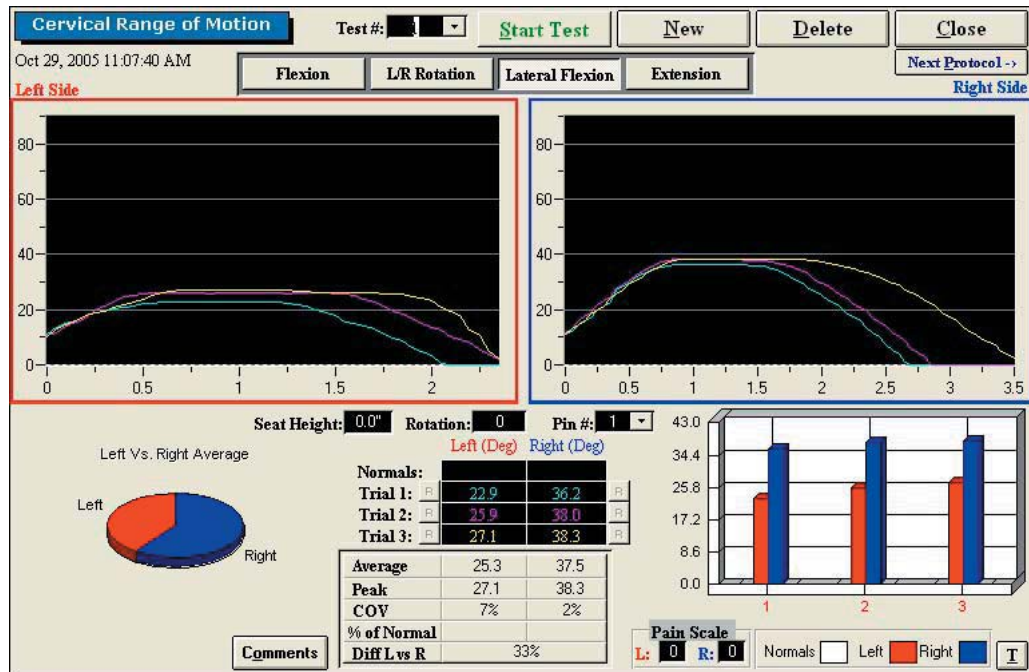 Cervical Range of Motion
Test #: 1 Start Test New Delete Close
Oct 29, 2005 11:07:40 AM
Flexion L/R Rotation Lateral Flexion Extension
Next Protocol ->
Left Side
Right Side
80
60
40
20
0
0 0.5 1 1.5 2
80
60
40
20
0
0 0.5 1 1.5 2 2.5 3 3.5
Seat Height: 0.0" Rotation: 0 Pin #: 1
Left Vs. Right Average
Left
Right
Left (Deg) Right (Deg)
Normals:
Trial 1: R 22.9 36.2 R
Trial 2: R 25.9 38.0 R
Trial 3: R 27.1 38.3 R
Average 25.3 37.5
Peak 27.1 38.3
COV 7% 2%
% of Normal
Diff L vs R 33%
Comments
43.0
34.4
25.8
17.2
8.6
0.0
1 2 3
Pain Scale
L: 0 R: 0
Normals Left Right
T